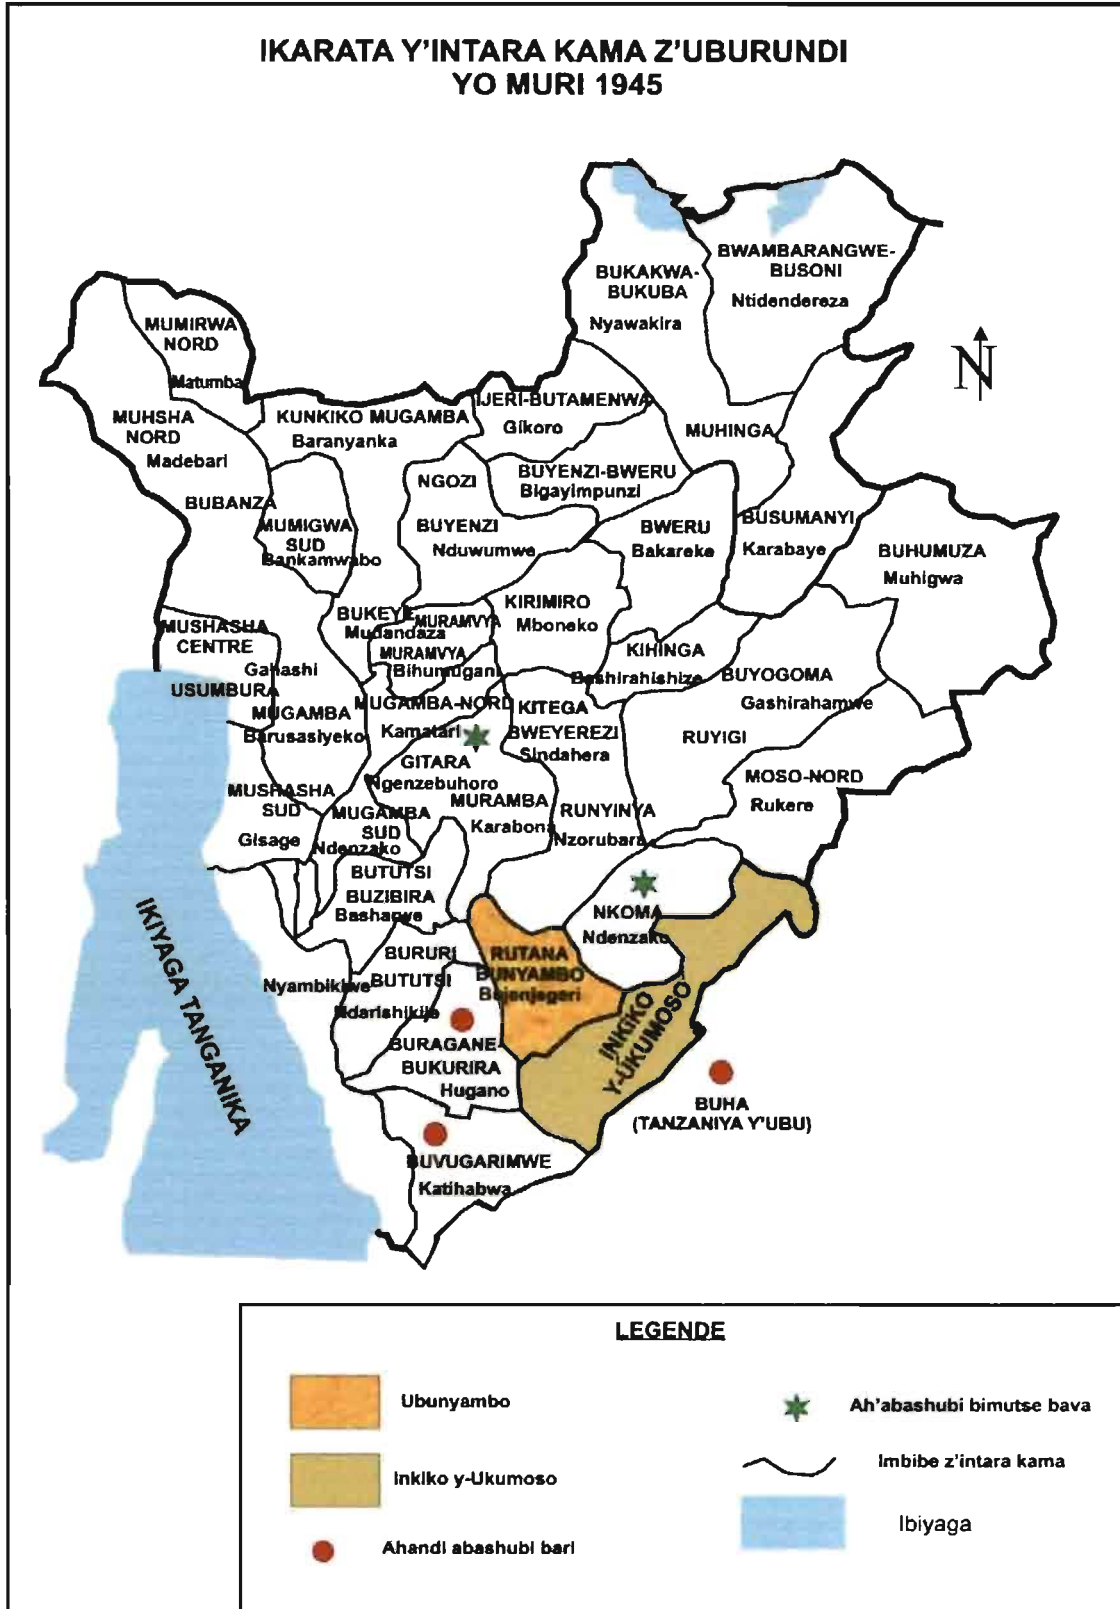 IKARATA Y'INTARA KAMA Z'UBURUNDI
YO MURI 1945
BWAMBARANGWE-
BUSONI
Ntidendereza
BUKAKWA-
BUKUBA
Nyawakira
N
MUMIRWA
NORD
Matumba
MUHSHA
NORD
Madebari
KUNKIKO MUGAMBA
Baranyanka
IJERI-BUTAMENWA
Gikoro
MUHINGA
BUBANZA
NGOZI
BUYENZI-BWERU
Bigayimpunzi
MUMIGWA
SUD
Bankamwabo
BUYENZI
Nduwumwe
BWERU
Bakareke
BUSUMANYI
Karabaye
BUHUMUZA
Muhigwa
BUKEYE
Mudandaza
MURAMVYA
MURAMVYA
Bihumugani
KIRIMIRO
Mboneko
KIHINGA
Bashirahishize
BUYOGOMA
Gashirahamwe
MUSHASHA
CENTRE
Gahashi
USUMBURA
MUGAMBA
Barusasiyeko
MUGAMBA-NORD
Kamatari
KITEGA
BWEYEREZI
Sindahera
RUYIGI
GITARA
Ngenzebuhoro
MOSO-NORD
Rukere
MUSHASHA
SUD
Gisage
MUGAMBA
SUD
Ndenzako
MURAMBA
Karabona
RUNYINYA
Nzorubara
BUTUTSI
BUZIBIRA
NKOMA
Ndenzako
BURURI
BUTUTSI
RUTANA
BUNYAMBO
INKIKO
Y-UKUMOSO
IKIYAGA TANGANIKA
BURAGANE-
BUKURIRA
Hugano
BUHA
(TANZANIYA Y'UBU)
BUVUGARIMWE
Katihabwa
LEGENDE
Ubunyambo
Ah'abashubi bimutse bava
Inkiko y-Ukumoso
Imbibe z'intara kama
Ahandi abashubi bari
Ibiyaga